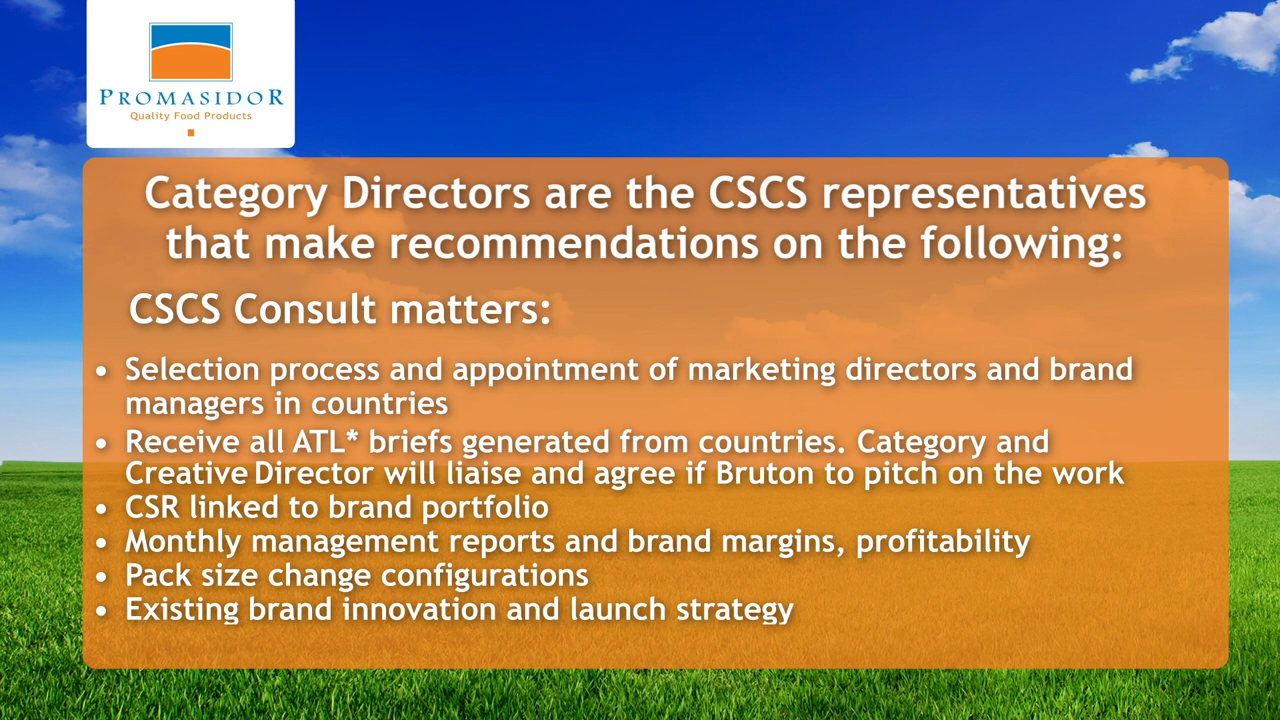 PROMASIDOR
Quality Food Products
Category Directors are the CSCS representatives
that make recommendations on the following:
CSCS Consult matters:
• Selection process and appointment of marketing directors and brand
managers in countries
• Receive all ATL* briefs generated from countries. Category and
Creative Director will liaise and agree if Bruton to pitch on the work
• CSR linked to brand portfolio
• Monthly management reports and brand margins, profitability
• Pack size change configurations
• Existing brand innovation and launch strategy